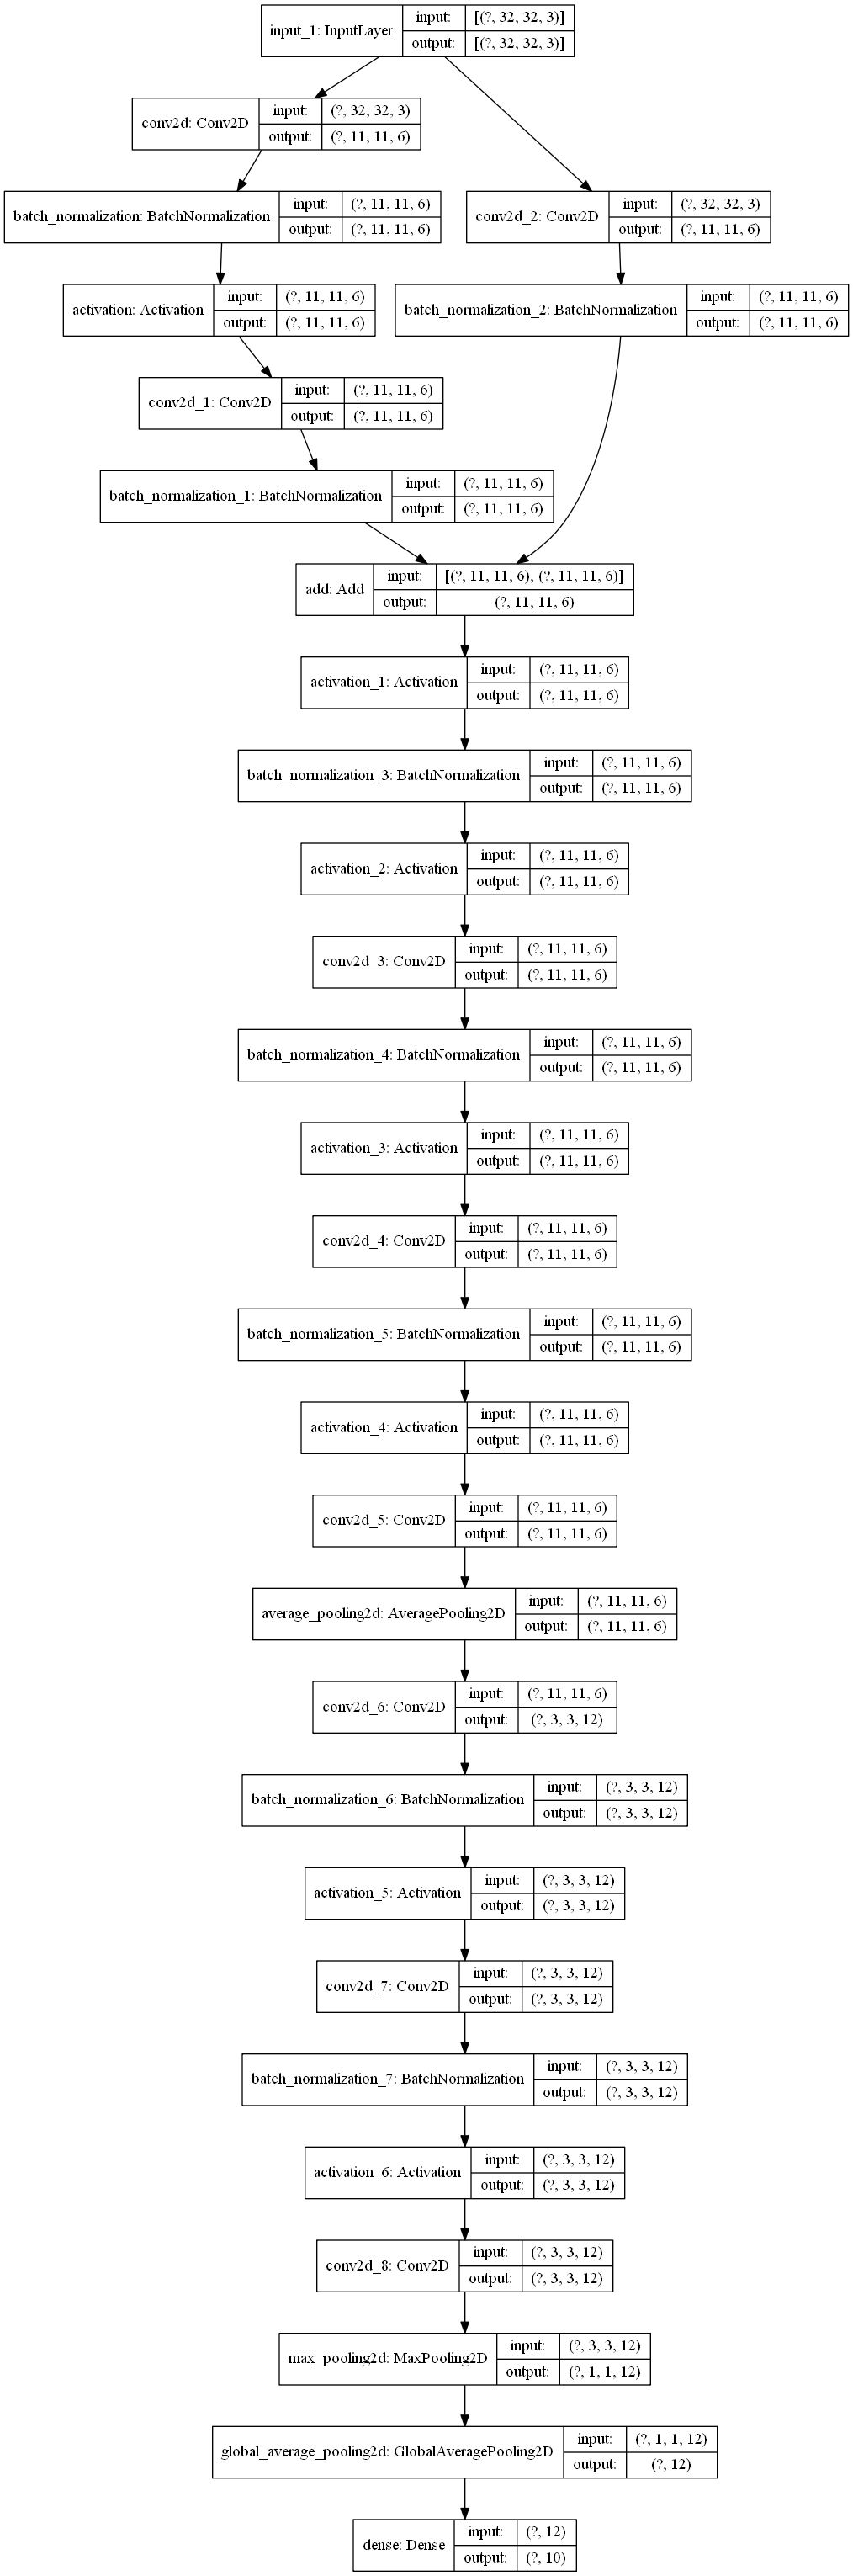 input_1: InputLayer
input: [(?, 32, 32, 3)]
output: [(?, 32, 32, 3)]
conv2d: Conv2D
input: (?, 32, 32, 3)
output: (?, 11, 11, 6)
batch_normalization: BatchNormalization
input: (?, 11, 11, 6)
output: (?, 11, 11, 6)
conv2d_2: Conv2D
input: (?, 32, 32, 3)
output: (?, 11, 11, 6)
activation: Activation
input: (?, 11, 11, 6)
output: (?, 11, 11, 6)
batch_normalization_2: BatchNormalization
input: (?, 11, 11, 6)
output: (?, 11, 11, 6)
conv2d_1: Conv2D
input: (?, 11, 11, 6)
output: (?, 11, 11, 6)
batch_normalization_1: BatchNormalization
input: (?, 11, 11, 6)
output: (?, 11, 11, 6)
add: Add
input: [(?, 11, 11, 6), (?, 11, 11, 6)]
output: (?, 11, 11, 6)
activation_1: Activation
input: (?, 11, 11, 6)
output: (?, 11, 11, 6)
batch_normalization_3: BatchNormalization
input: (?, 11, 11, 6)
output: (?, 11, 11, 6)
activation_2: Activation
input: (?, 11, 11, 6)
output: (?, 11, 11, 6)
conv2d_3: Conv2D
input: (?, 11, 11, 6)
output: (?, 11, 11, 6)
batch_normalization_4: BatchNormalization
input: (?, 11, 11, 6)
output: (?, 11, 11, 6)
activation_3: Activation
input: (?, 11, 11, 6)
output: (?, 11, 11, 6)
conv2d_4: Conv2D
input: (?, 11, 11, 6)
output: (?, 11, 11, 6)
batch_normalization_5: BatchNormalization
input: (?, 11, 11, 6)
output: (?, 11, 11, 6)
activation_4: Activation
input: (?, 11, 11, 6)
output: (?, 11, 11, 6)
conv2d_5: Conv2D
input: (?, 11, 11, 6)
output: (?, 11, 11, 6)
average_pooling2d: AveragePooling2D
input: (?, 11, 11, 6)
output: (?, 11, 11, 6)
conv2d_6: Conv2D
input: (?, 11, 11, 6)
output: (?, 3, 3, 12)
batch_normalization_6: BatchNormalization
input: (?, 3, 3, 12)
output: (?, 3, 3, 12)
activation_5: Activation
input: (?, 3, 3, 12)
output: (?, 3, 3, 12)
conv2d_7: Conv2D
input: (?, 3, 3, 12)
output: (?, 3, 3, 12)
batch_normalization_7: BatchNormalization
input: (?, 3, 3, 12)
output: (?, 3, 3, 12)
activation_6: Activation
input: (?, 3, 3, 12)
output: (?, 3, 3, 12)
conv2d_8: Conv2D
input: (?, 3, 3, 12)
output: (?, 3, 3, 12)
max_pooling2d: MaxPooling2D
input: (?, 3, 3, 12)
output: (?, 1, 1, 12)
global_average_pooling2d: GlobalAveragePooling2D
input: (?, 1, 1, 12)
output: (?, 12)
dense: Dense
input: (?, 12)
output: (?, 10)